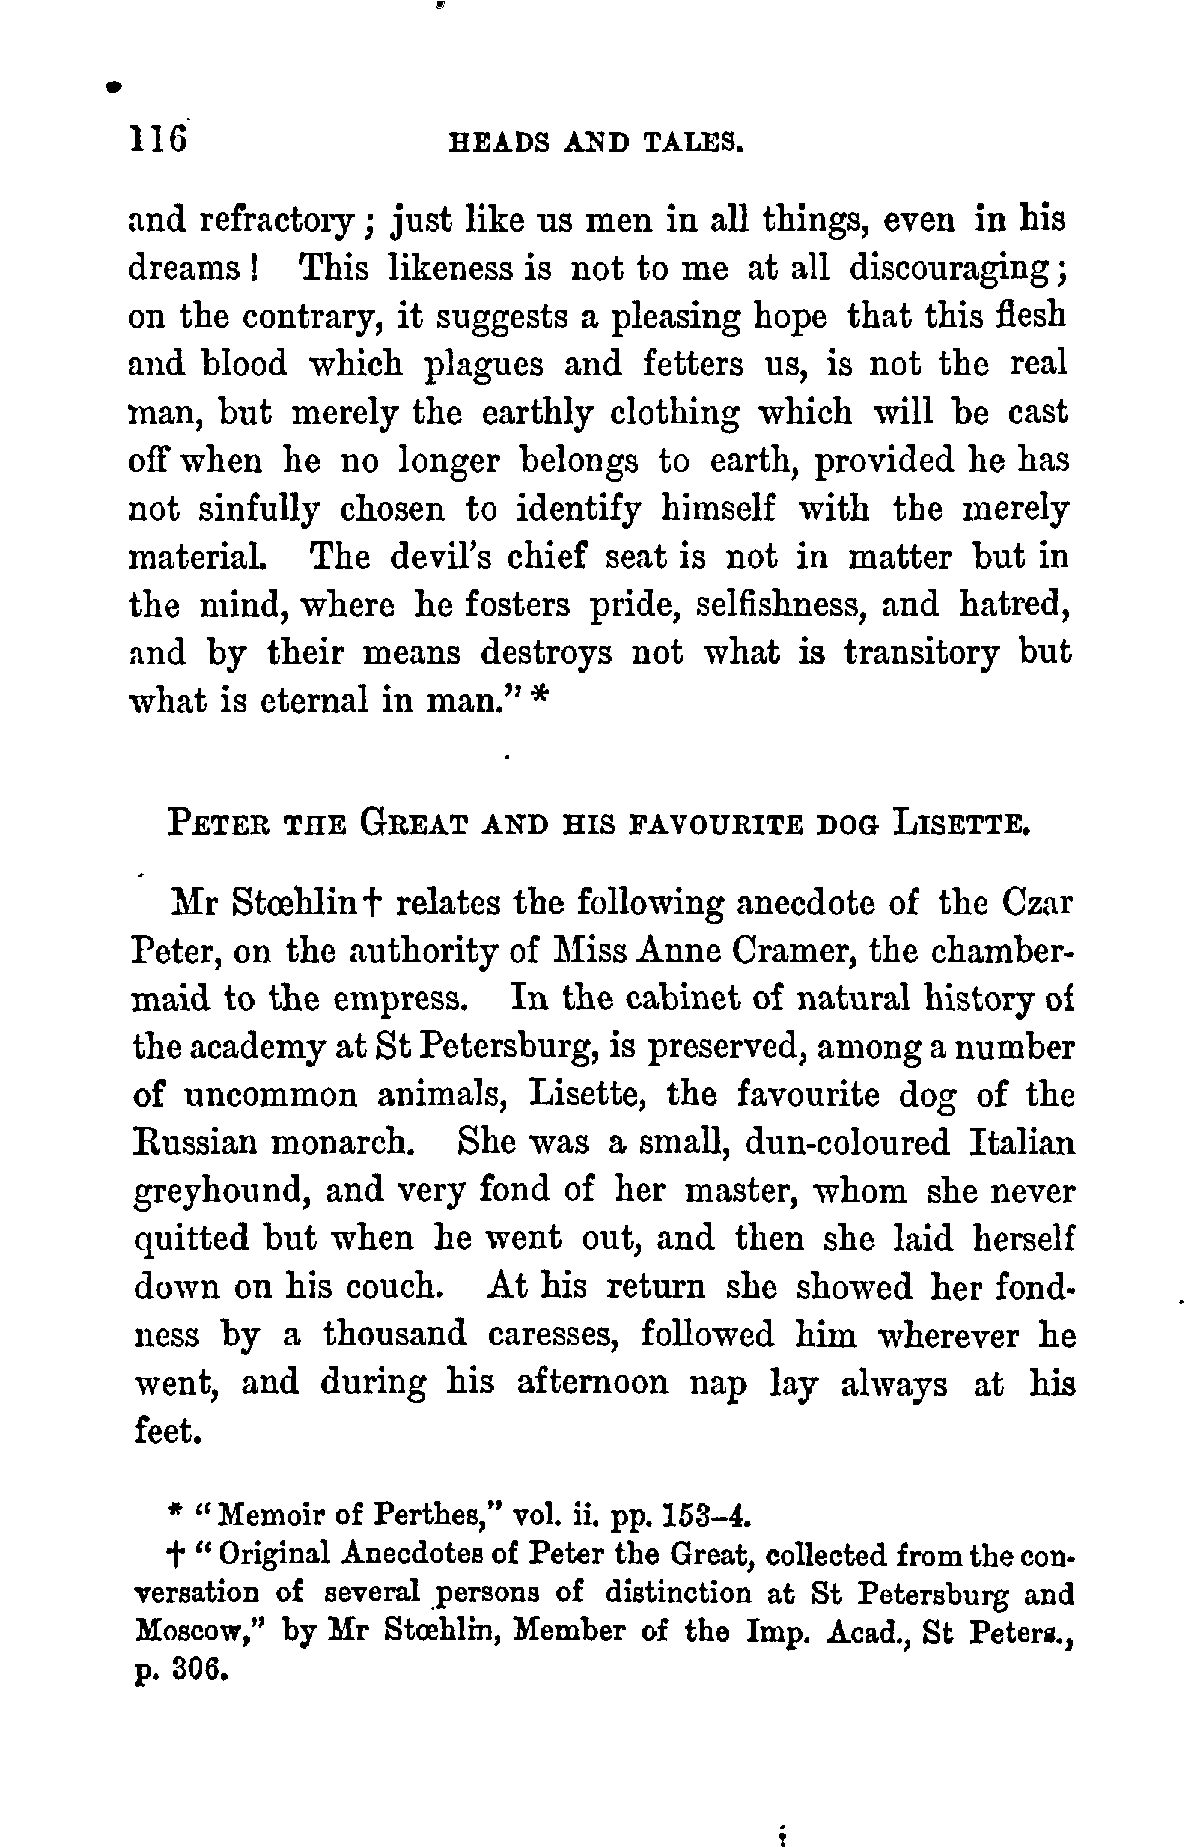 116 HEADS AND TALES.
and refractory; just like us men in all things, even in his
dreams! This likeness is not to me at all discouraging;
on the contrary, it suggests a pleasing hope that this flesh
and blood which plagues and fetters us, is not the real
man, but merely the earthly clothing which will be cast
off when he no longer belongs to earth, provided he has
not sinfully chosen to identify himself with the merely
material. The devil's chief seat is not in matter but in
the mind, where he fosters pride, selfishness, and hatred,
and by their means destroys not what is transitory but
what is eternal in man." *
PETER THE GREAT AND HIS FAVOURITE DOG LISETTE.
Mr Stœhlin† relates the following anecdote of the Czar
Peter, on the authority of Miss Anne Cramer, the chamber-
maid to the empress. In the cabinet of natural history of
the academy at St Petersburg, is preserved, among a number
of uncommon animals, Lisette, the favourite dog of the
Russian monarch. She was a small, dun-coloured Italian
greyhound, and very fond of her master, whom she never
quitted but when he went out, and then she laid herself
down on his couch. At his return she showed her fond-
ness by a thousand caresses, followed him wherever he
went, and during his afternoon nap lay always at his
feet.
* "Memoir of Perthes," vol. ii. pp. 153–4.
† "Original Anecdotes of Peter the Great, collected from the con-
versation of several persons of distinction at St Petersburg and
Moscow," by Mr Stœhlin, Member of the Imp. Acad., St Peters.,
p. 306.